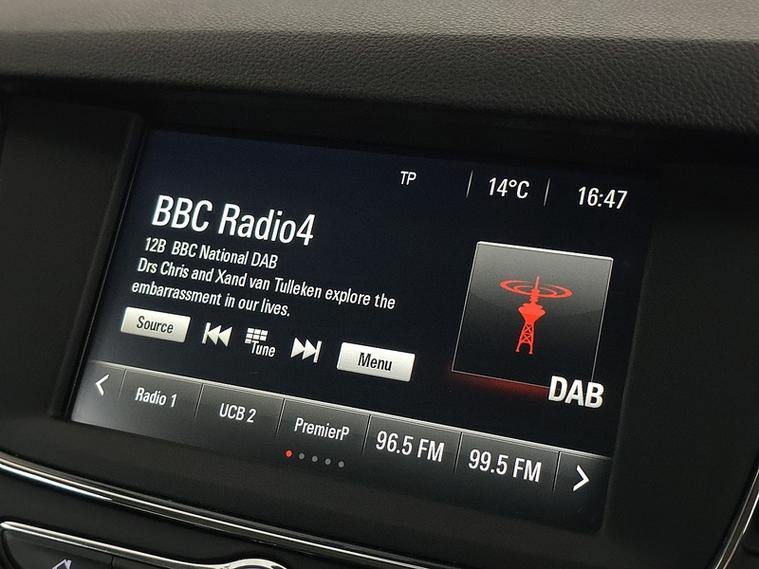 TP
14°C
16:47
BBC Radio4
12B BBC National DAB
Drs Chris and Xand van Tulleken explore the
embarrassment in our lives.
Source
Tune
Menu
DAB
Radio 1
UCB 2
PremierP
96.5 FM
99.5 FM